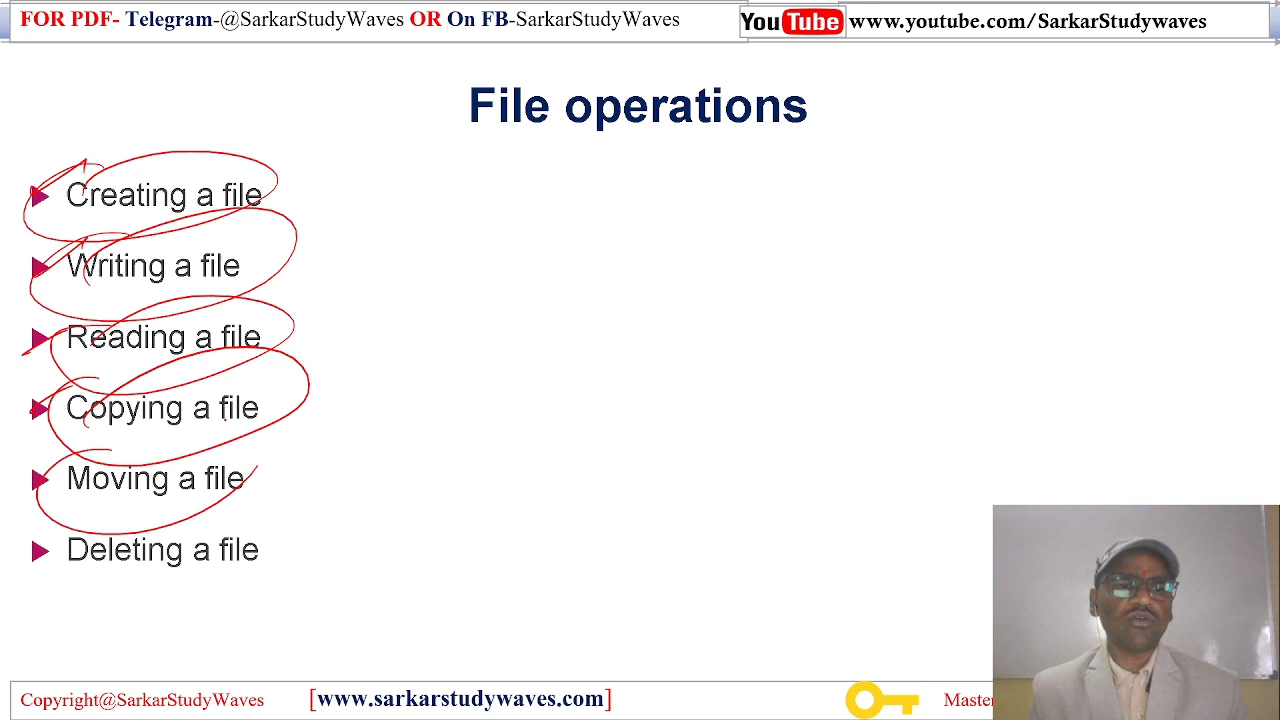 FOR PDF- Telegram-@SarkarStudyWaves OR On FB-SarkarStudyWaves
YouTube www.youtube.com/SarkarStudywaves
File operations
Creating a file
Writing a file
Reading a file
Copying a file
Moving a file
Deleting a file
Copyright@SarkarStudyWaves [www.sarkarstudywaves.com] Master